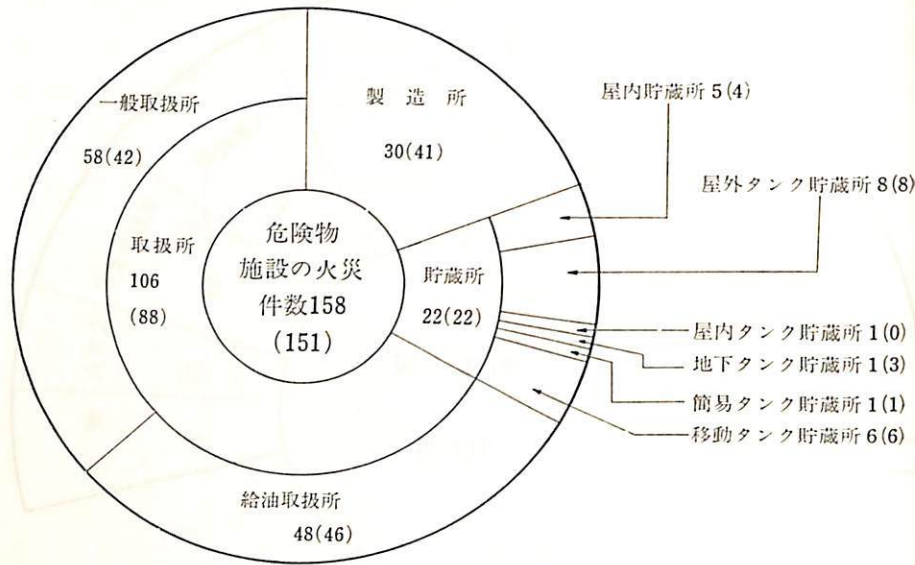 危険物
施設の火災
件数158
(151)
製造所
30(41)
貯蔵所
22(22)
屋内貯蔵所 5(4)
屋外タンク貯蔵所 8(8)
屋内タンク貯蔵所 1(0)
地下タンク貯蔵所 1(3)
簡易タンク貯蔵所 1(1)
移動タンク貯蔵所 6(6)
取扱所
106
(88)
給油取扱所
48(46)
一般取扱所
58(42)